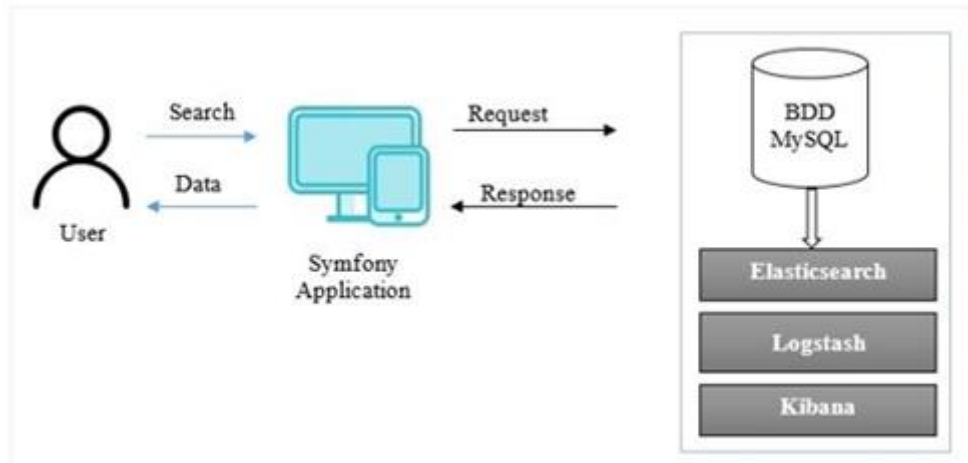 Search
Data
User
Symfony
Application
Request
Response
BDD
MySQL
Elasticsearch
Logstash
Kibana